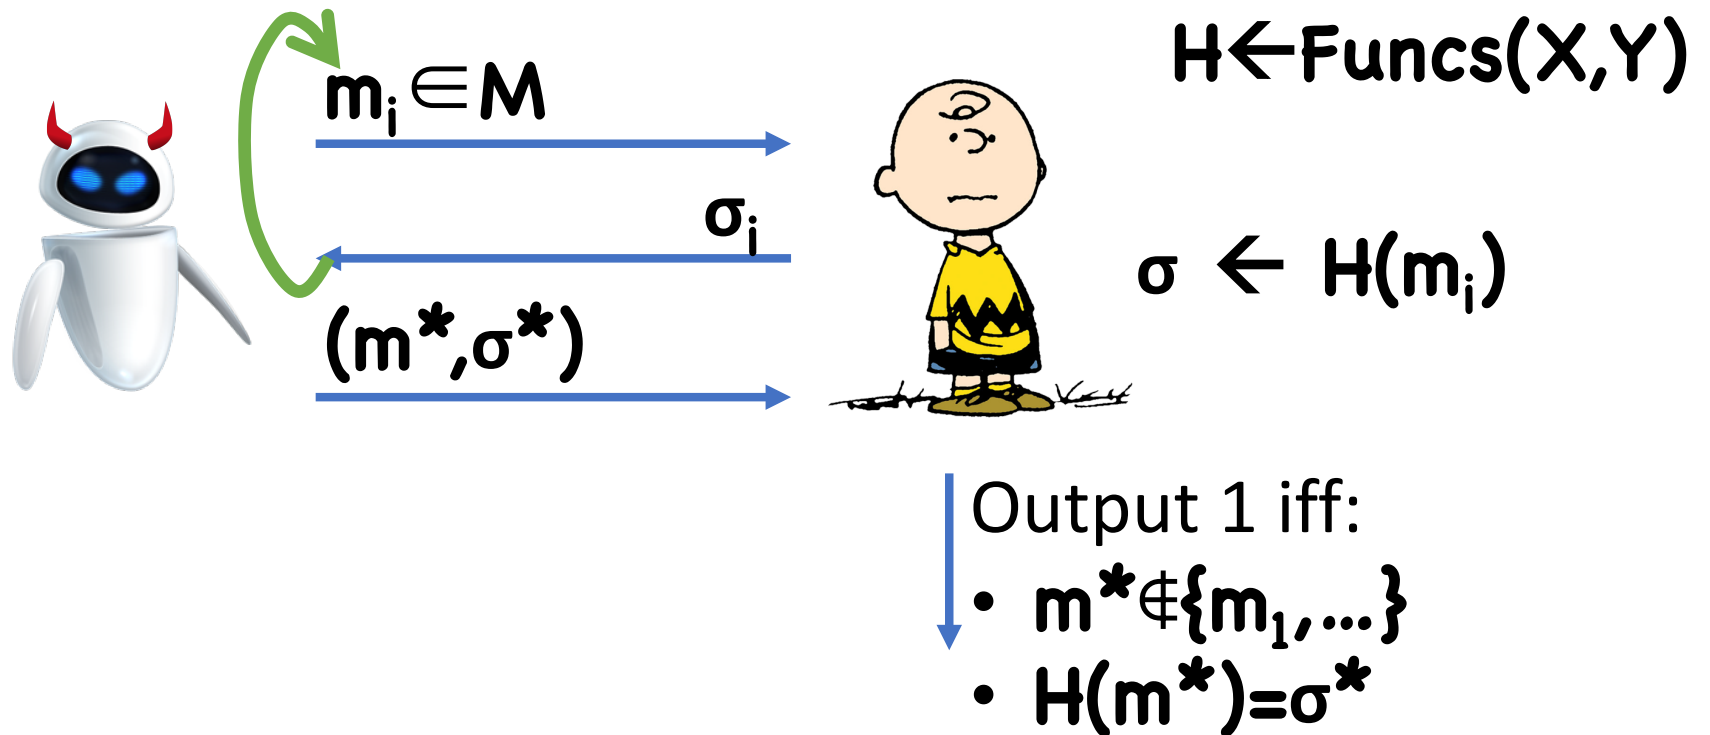 H←Funcs(X,Y)
mᵢ∈M
σᵢ
σ ← H(mᵢ)
(m*,σ*)
Output 1 iff:
• m*∉{m₁,…}
• H(m*)=σ*